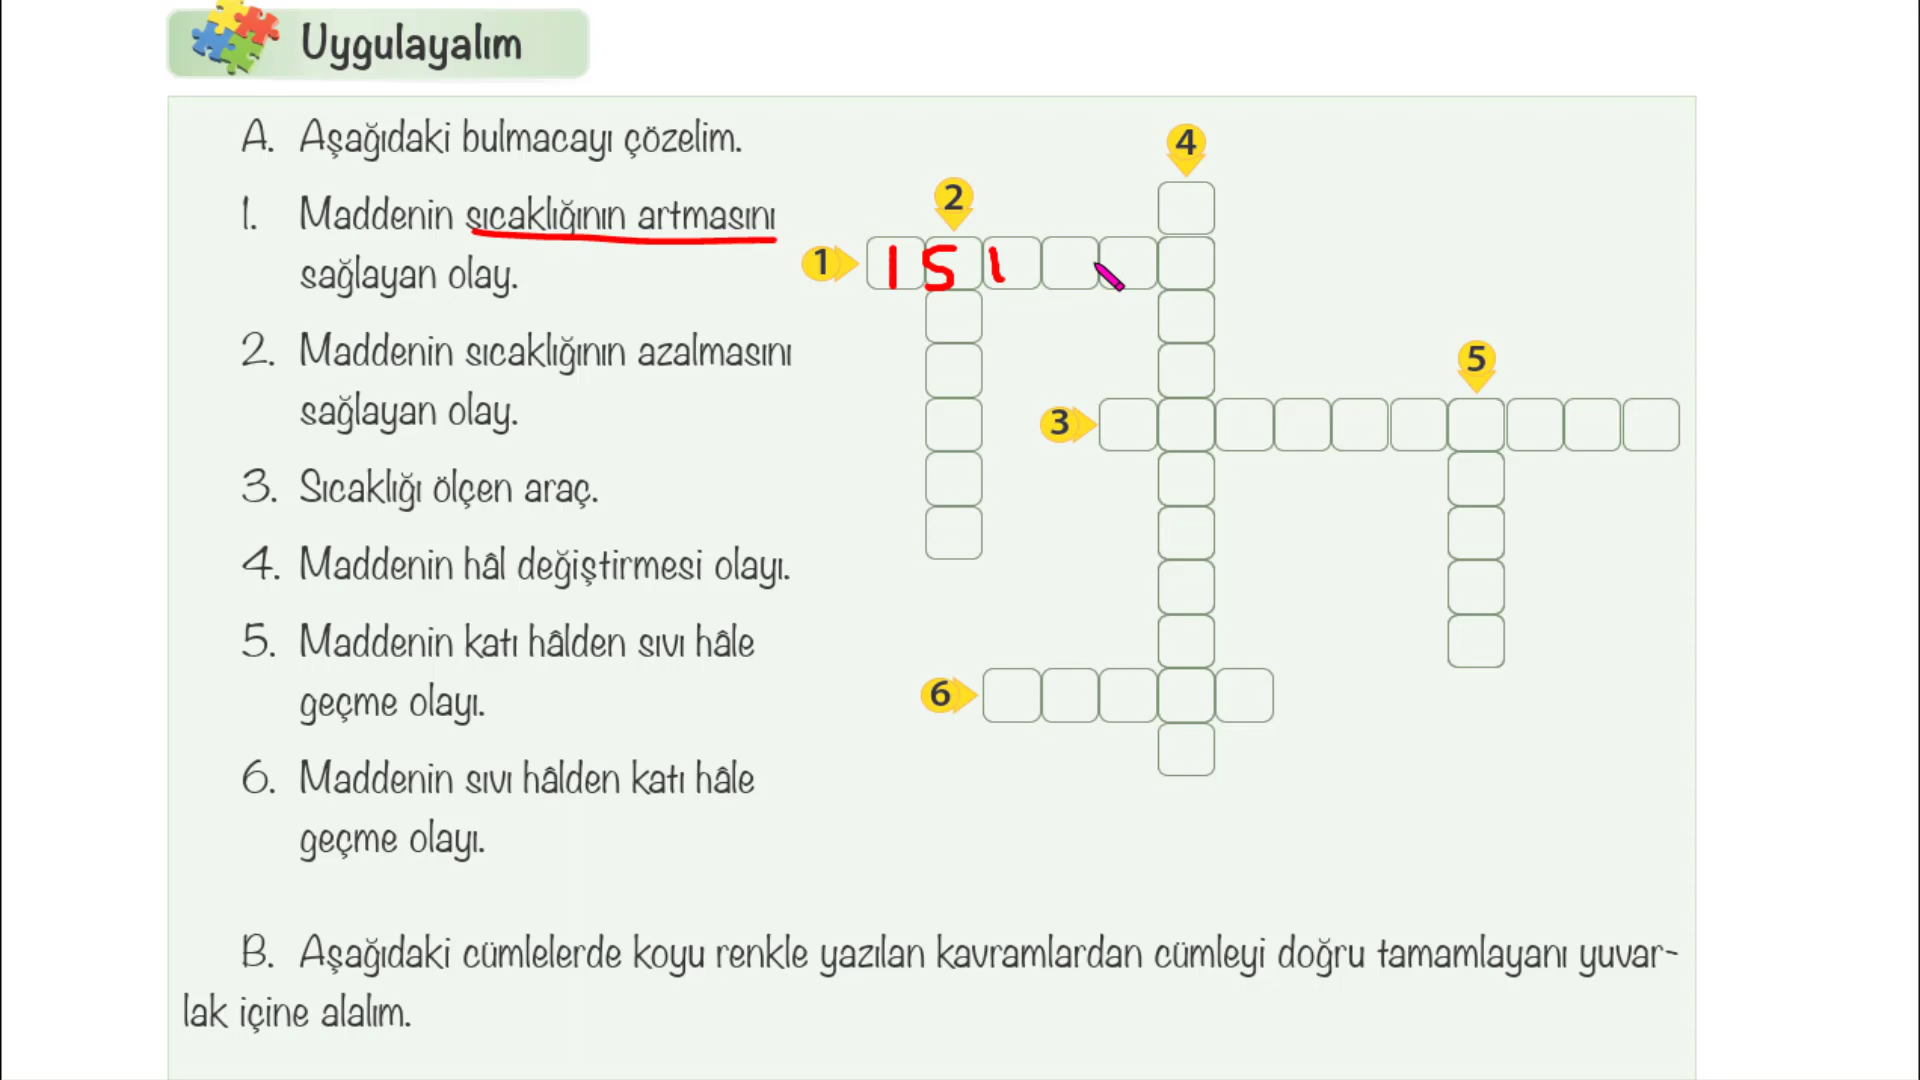 Uygulayalım
A. Aşağıdaki bulmacayı çözelim.
1. Maddenin sıcaklığının artmasını
sağlayan olay.
2. Maddenin sıcaklığının azalmasını
sağlayan olay.
3. Sıcaklığı ölçen araç.
4. Maddenin hâl değiştirmesi olayı.
5. Maddenin katı hâlden sıvı hâle
geçme olayı.
6. Maddenin sıvı hâlden katı hâle
geçme olayı.
4
2
1 I S I
5
3
6
B. Aşağıdaki cümlelerde koyu renkle yazılan kavramlardan cümleyi doğru tamamlayanı yuvar-
lak içine alalım.